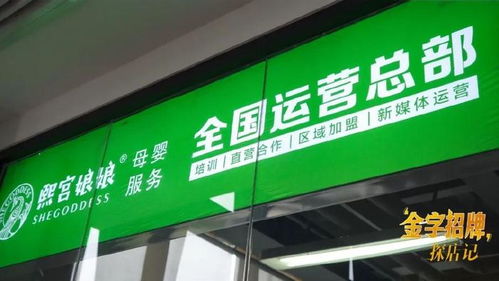 熙宫娘娘®
SHEGODDESS
母婴
服务
全国运营总部
培训|直营合作|区域加盟|新媒体运营
金字招牌,
探店记